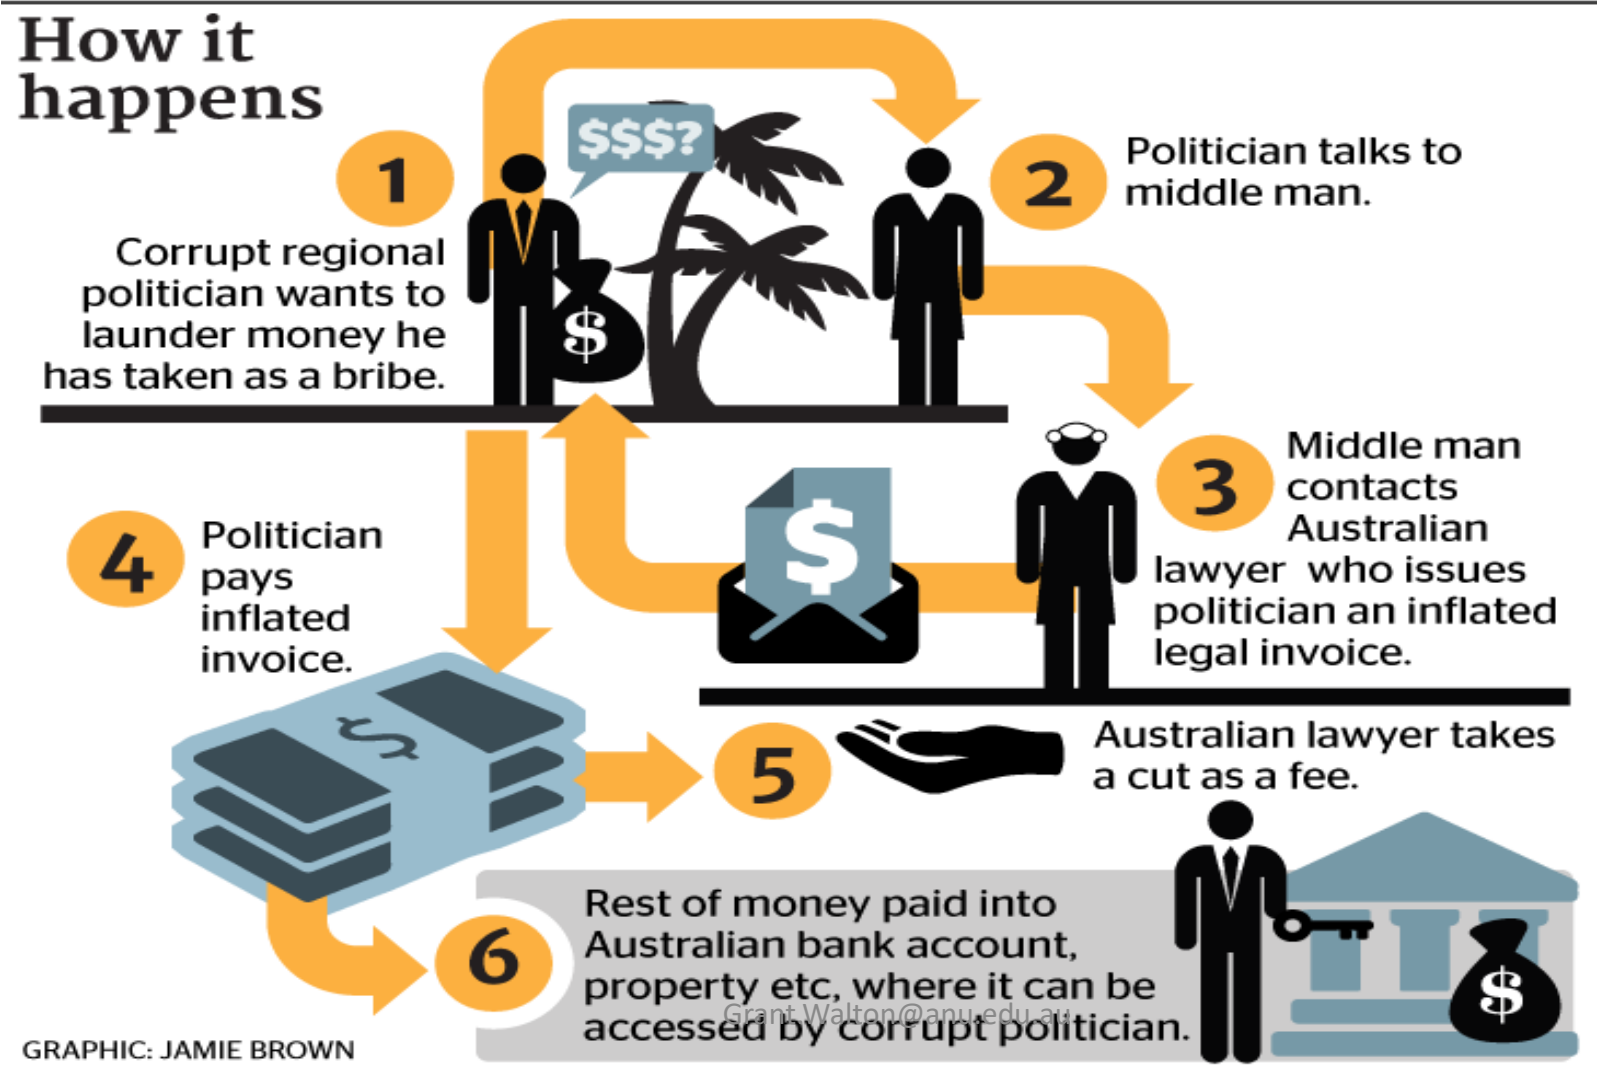 How it
happens
$$$?
1
Corrupt regional
politician wants to
launder money he
has taken as a bribe.
$
2
Politician talks to
middle man.
3
Middle man
contacts
Australian
lawyer who issues
politician an inflated
legal invoice.
$
4
Politician
pays
inflated
invoice.
$
5
Australian lawyer takes
a cut as a fee.
6
Rest of money paid into
Australian bank account,
property etc, where it can be
accessed by corrupt politician.
Grant.Walton@anu.edu.au
$
GRAPHIC: JAMIE BROWN